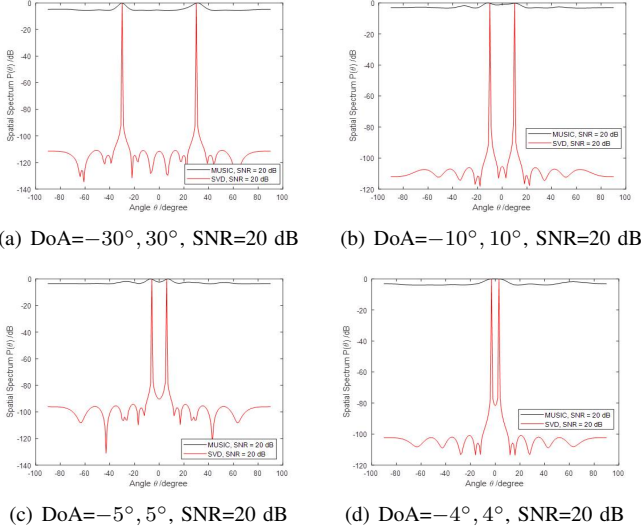 0
-20
-40
-60
-80
-100
-120
-140
-100 -80 -60 -40 -20 0 20 40 60 80 100
Spatial Spectrum P(θ) /dB
Angle θ /degree
MUSIC, SNR = 20 dB
SVD, SNR = 20 dB
(a) DoA=−30°, 30°, SNR=20 dB
0
-20
-40
-60
-80
-100
-120
-100 -80 -60 -40 -20 0 20 40 60 80 100
Spatial Spectrum P(θ) /dB
Angle θ /degree
MUSIC, SNR = 20 dB
SVD, SNR = 20 dB
(b) DoA=−10°, 10°, SNR=20 dB
0
-20
-40
-60
-80
-100
-120
-140
-100 -80 -60 -40 -20 0 20 40 60 80 100
Spatial Spectrum P(θ) /dB
Angle θ /degree
MUSIC, SNR = 20 dB
SVD, SNR = 20 dB
(c) DoA=−5°, 5°, SNR=20 dB
0
-20
-40
-60
-80
-100
-120
-100 -80 -60 -40 -20 0 20 40 60 80 100
Spatial Spectrum P(θ) /dB
Angle θ /degree
MUSIC, SNR = 20 dB
SVD, SNR = 20 dB
(d) DoA=−4°, 4°, SNR=20 dB